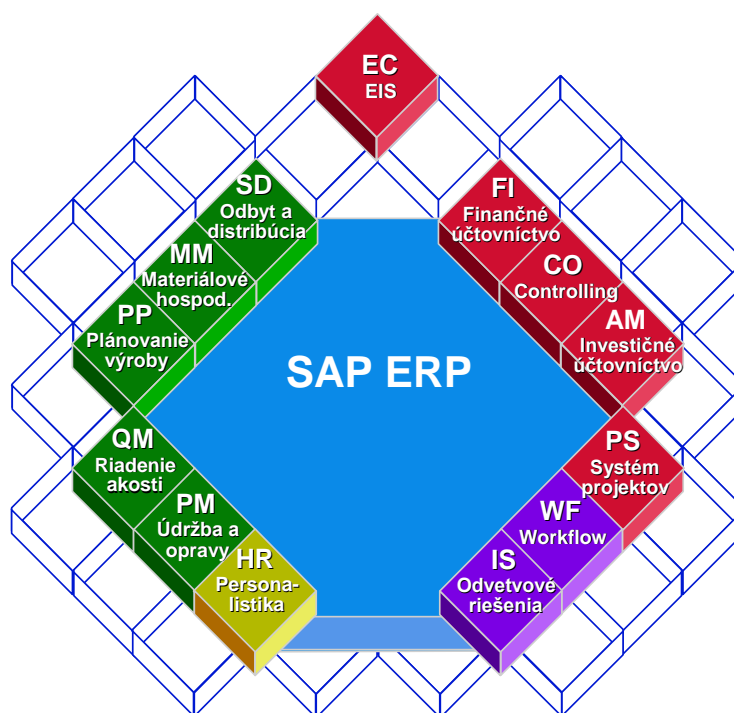 EC
EIS
SD
Odbyt a
distribúcia
MM
Materiálové
hospod.
PP
Plánovanie
výroby
FI
Finančné
účtovníctvo
CO
Controlling
AM
Investičné
účtovníctvo
SAP ERP
QM
Riadenie
akosti
PM
Údržba a
opravy
HR
Persona-
listika
PS
Systém
projektov
WF
Workflow
IS
Odvetvově
riešenia